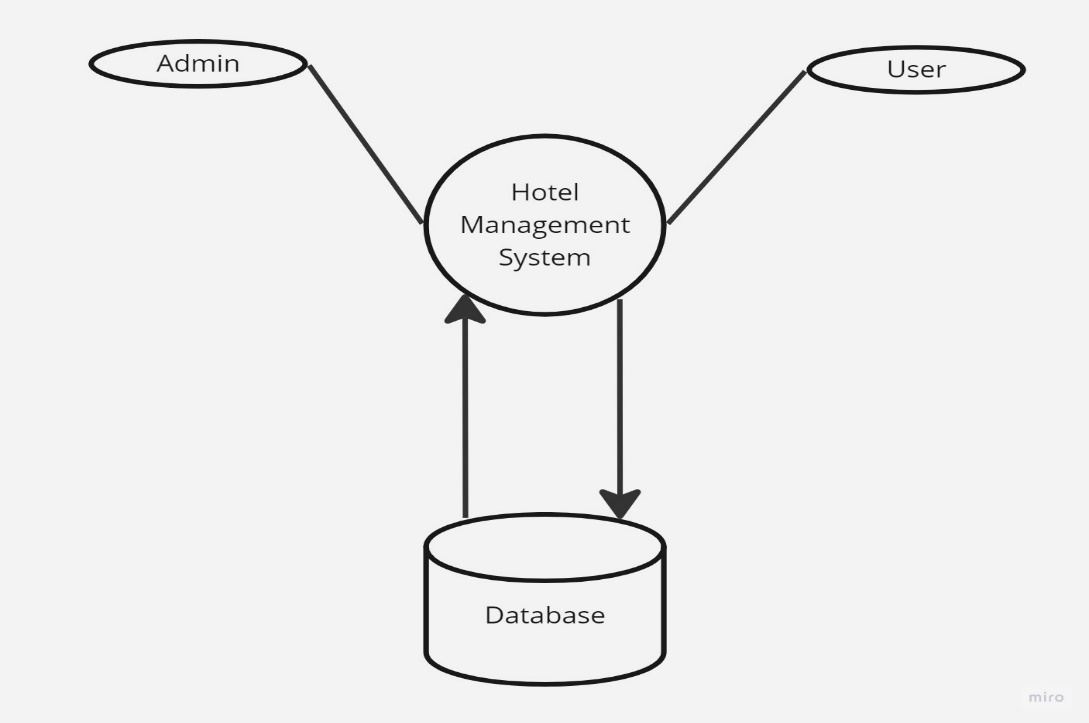 Admin
User
Hotel
Management
System
Database
miro